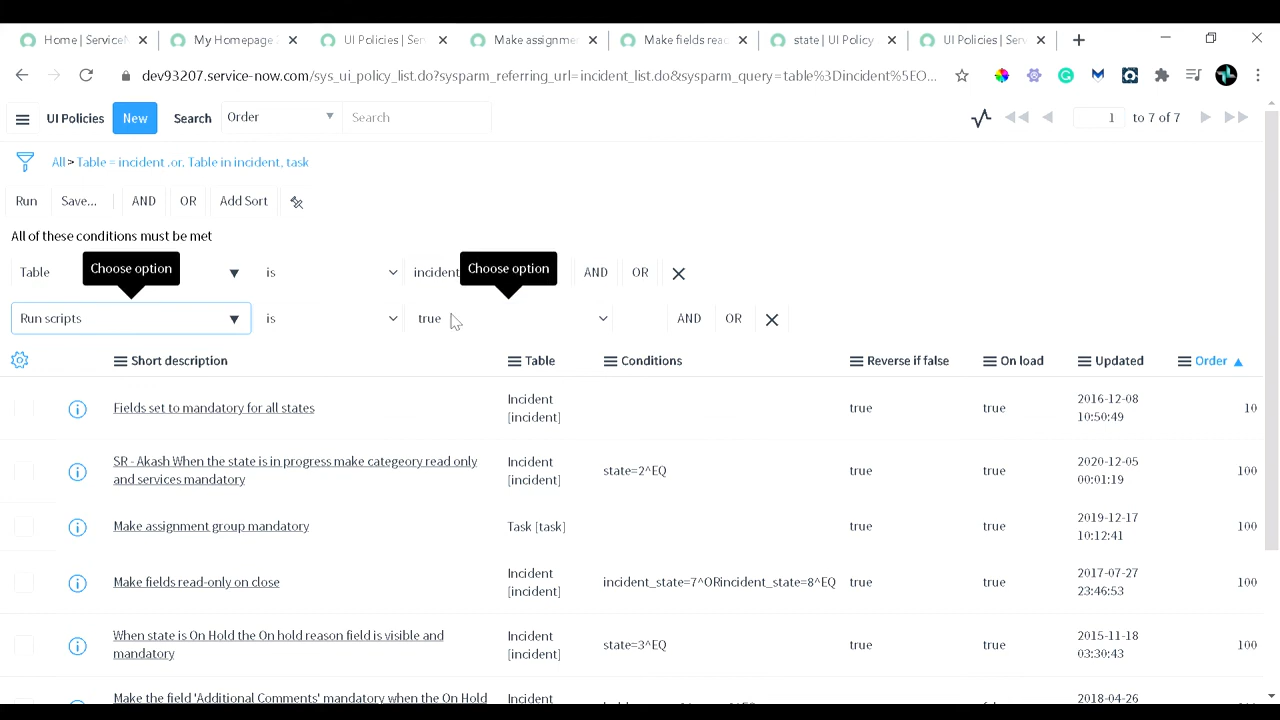 Home | Service
My Homepage
UI Policies | Serv
Make assignme
Make fields rea
state | UI Policy
UI Policies | Serv
dev93207.service-now.com/sys_ui_policy_list.do?sysparm_referring_url=incident_list.do&sysparm_query=table%3Dincident%5EO...
UI Policies New Search Order Search 1 to 7 of 7
All > Table = incident .or. Table in incident, task
Run Save... AND OR Add Sort
All of these conditions must be met
Choose option Choose option
Table is incident AND OR
Run scripts is true AND OR
Short description Table Conditions Reverse if false On load Updated Order
Fields set to mandatory for all states
Incident
[incident]
true true
2016-12-08
10:50:49
10
SR - Akash When the state is in progress make categeory read only
and services mandatory
Incident
[incident]
state=2^EQ
true true
2020-12-05
00:01:19
100
Make assignment group mandatory
Task [task]
true true
2019-12-17
10:12:41
100
Make fields read-only on close
Incident
[incident]
incident_state=7^ORincident_state=8^EQ
true true
2017-07-27
23:46:53
100
When state is On Hold the On hold reason field is visible and
mandatory
Incident
[incident]
state=3^EQ
true true
2015-11-18
03:30:43
100
Make the field 'Additional Comments' mandatory when the On Hold
Incident
2018-04-26